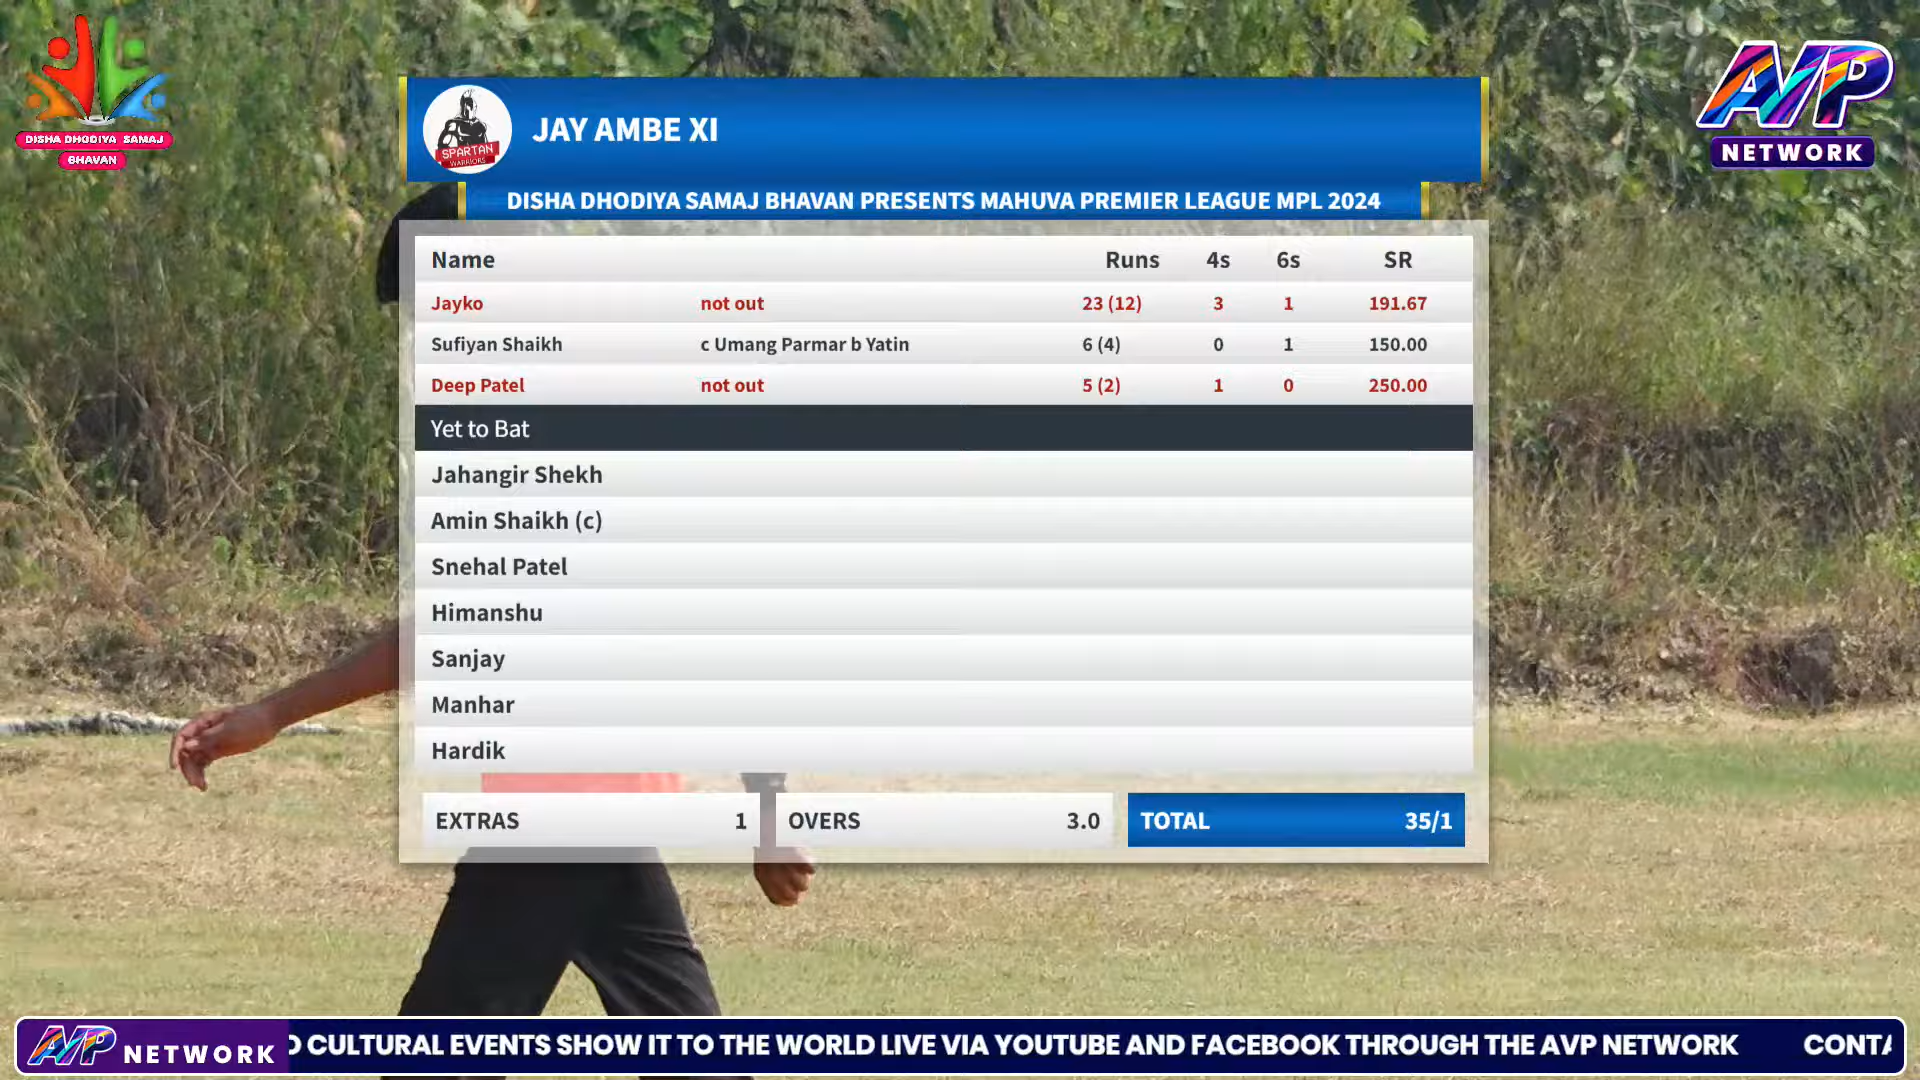 DISHA DHODIYA SAMAJ
BHAVAN
SPARTAN
WARRIORS
JAY AMBE XI
AVP
NETWORK
DISHA DHODIYA SAMAJ BHAVAN PRESENTS MAHUVA PREMIER LEAGUE MPL 2024
Name Runs 4s 6s SR
Jayko not out 23 (12) 3 1 191.67
Sufiyan Shaikh c Umang Parmar b Yatin 6 (4) 0 1 150.00
Deep Patel not out 5 (2) 1 0 250.00
Yet to Bat
Jahangir Shekh
Amin Shaikh (c)
Snehal Patel
Himanshu
Sanjay
Manhar
Hardik
EXTRAS 1 OVERS 3.0 TOTAL 35/1
AVP NETWORK CULTURAL EVENTS SHOW IT TO THE WORLD LIVE VIA YOUTUBE AND FACEBOOK THROUGH THE AVP NETWORK